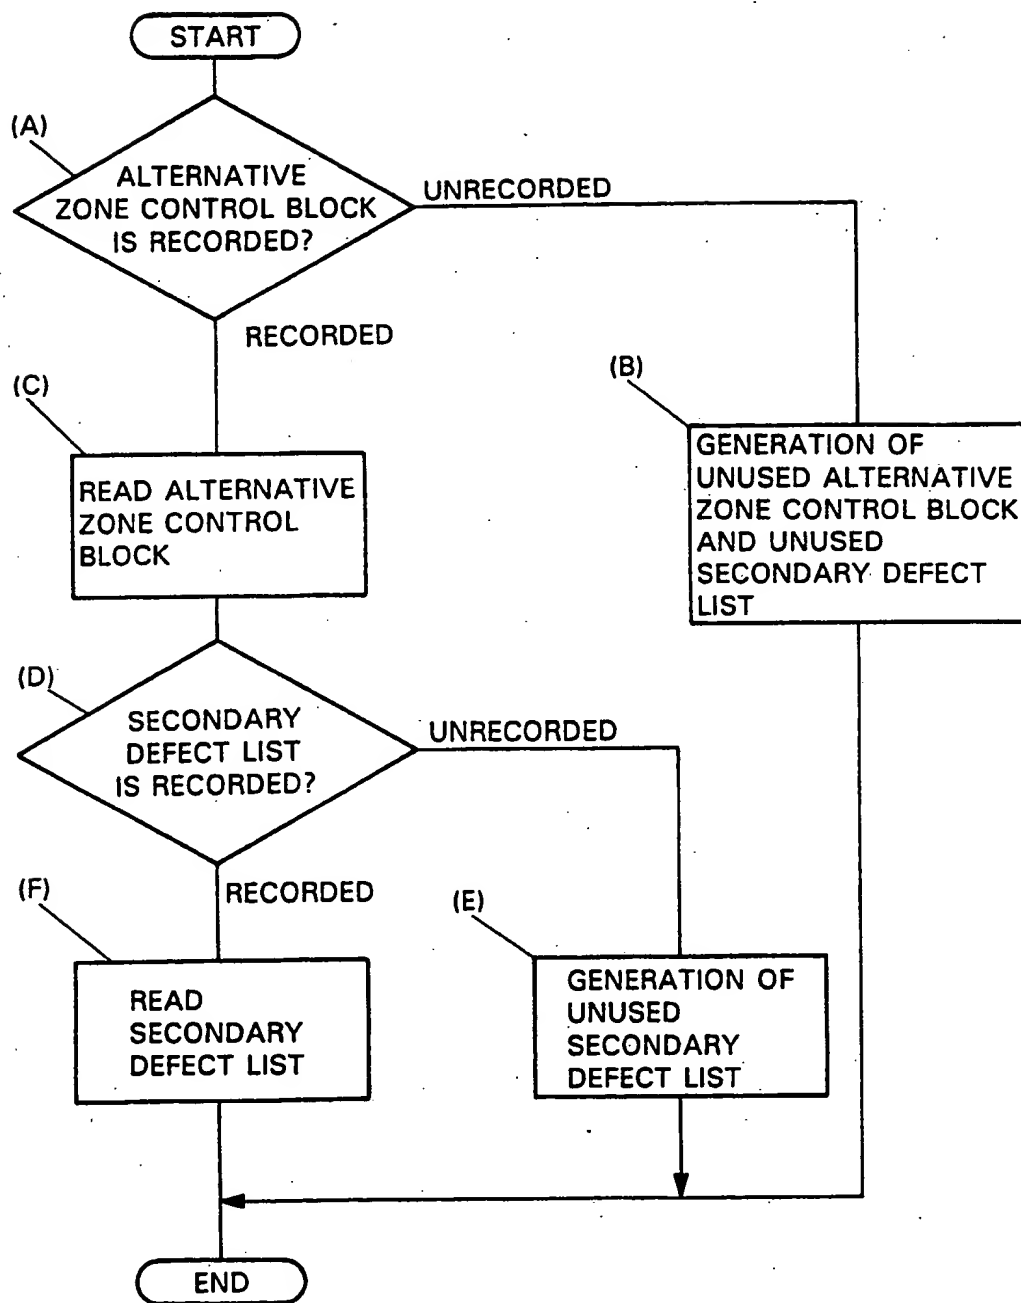 START
(A)
ALTERNATIVE
ZONE CONTROL BLOCK
IS RECORDED?
UNRECORDED
RECORDED
(B)
GENERATION OF
UNUSED ALTERNATIVE
ZONE CONTROL BLOCK
AND UNUSED
SECONDARY DEFECT
LIST
(C)
READ ALTERNATIVE
ZONE CONTROL
BLOCK
(D)
SECONDARY
DEFECT LIST
IS RECORDED?
UNRECORDED
RECORDED
(E)
GENERATION OF
UNUSED
SECONDARY
DEFECT LIST
(F)
READ
SECONDARY
DEFECT LIST
END